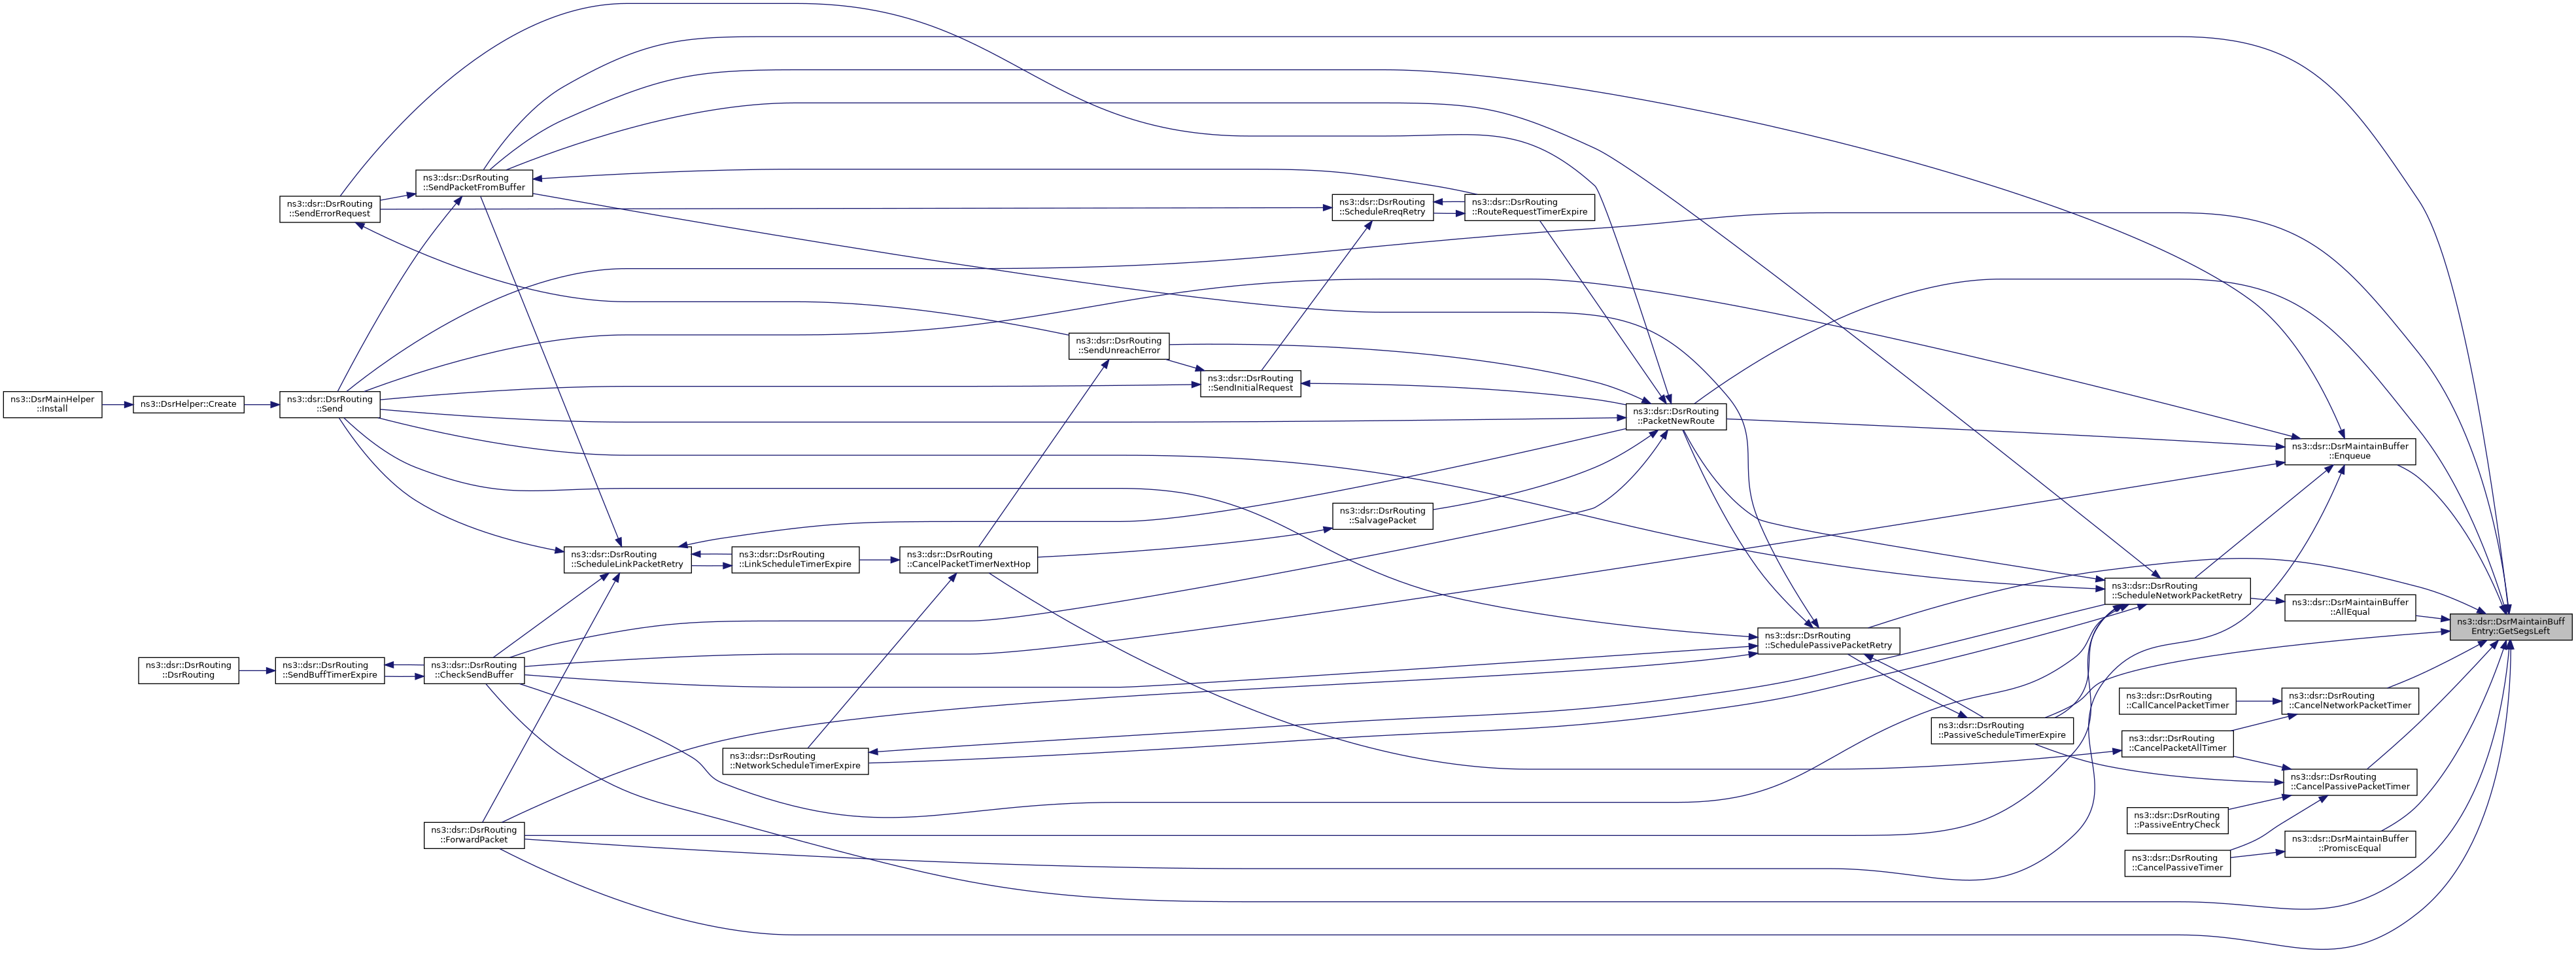 ns3::DsrMainHelper
::Install
ns3::DsrHelper::Create
ns3::dsr::DsrRouting
::DsrRouting
ns3::dsr::DsrRouting
::SendErrorRequest
ns3::dsr::DsrRouting
::Send
ns3::dsr::DsrRouting
::SendBuffTimerExpire
ns3::dsr::DsrRouting
::SendPacketFromBuffer
ns3::dsr::DsrRouting
::CheckSendBuffer
ns3::dsr::DsrRouting
::ForwardPacket
ns3::dsr::DsrRouting
::ScheduleLinkPacketRetry
ns3::dsr::DsrRouting
::LinkScheduleTimerExpire
ns3::dsr::DsrRouting
::NetworkScheduleTimerExpire
ns3::dsr::DsrRouting
::CancelPacketTimerNextHop
ns3::dsr::DsrRouting
::SendUnreachError
ns3::dsr::DsrRouting
::SendInitialRequest
ns3::dsr::DsrRouting
::ScheduleRreqRetry
ns3::dsr::DsrRouting
::RouteRequestTimerExpire
ns3::dsr::DsrRouting
::SalvagePacket
ns3::dsr::DsrRouting
::PacketNewRoute
ns3::dsr::DsrRouting
::SchedulePassivePacketRetry
ns3::dsr::DsrRouting
::PassiveScheduleTimerExpire
ns3::dsr::DsrRouting
::ScheduleNetworkPacketRetry
ns3::dsr::DsrRouting
::CallCancelPacketTimer
ns3::dsr::DsrRouting
::CancelPacketAllTimer
ns3::dsr::DsrRouting
::PassiveEntryCheck
ns3::dsr::DsrRouting
::CancelPassiveTimer
ns3::dsr::DsrMaintainBuffer
::Enqueue
ns3::dsr::DsrMaintainBuffer
::AllEqual
ns3::dsr::DsrRouting
::CancelNetworkPacketTimer
ns3::dsr::DsrRouting
::CancelPassivePacketTimer
ns3::dsr::DsrMaintainBuffer
::PromiscEqual
ns3::dsr::DsrMaintainBuff
Entry::GetSegsLeft